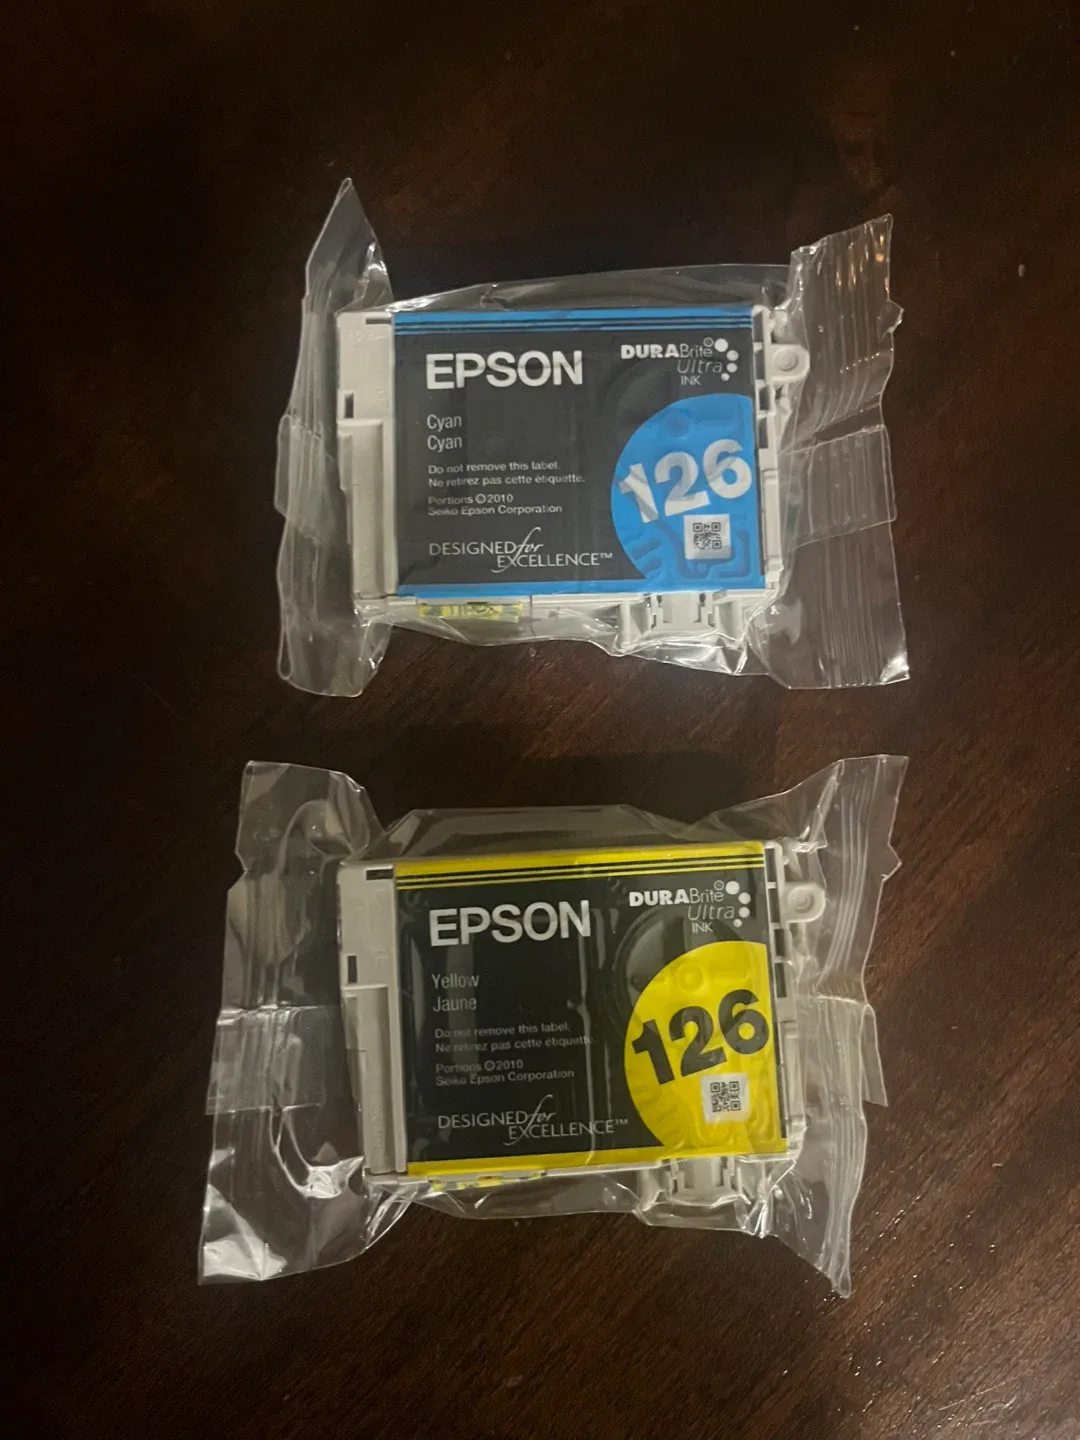 EPSON
DURABrite®
Ultra
INK
Cyan
Cyan
126
Do not remove this label.
Ne retirez pas cette étiquette.
Portions ©2010
Seiko Epson Corporation
DESIGNED for
EXCELLENCE™
EPSON
DURABrite®
Ultra
INK
Yellow
Jaune
126
Do not remove this label.
Ne retirez pas cette étiquette.
Portions ©2010
Seiko Epson Corporation
DESIGNED for
EXCELLENCE™